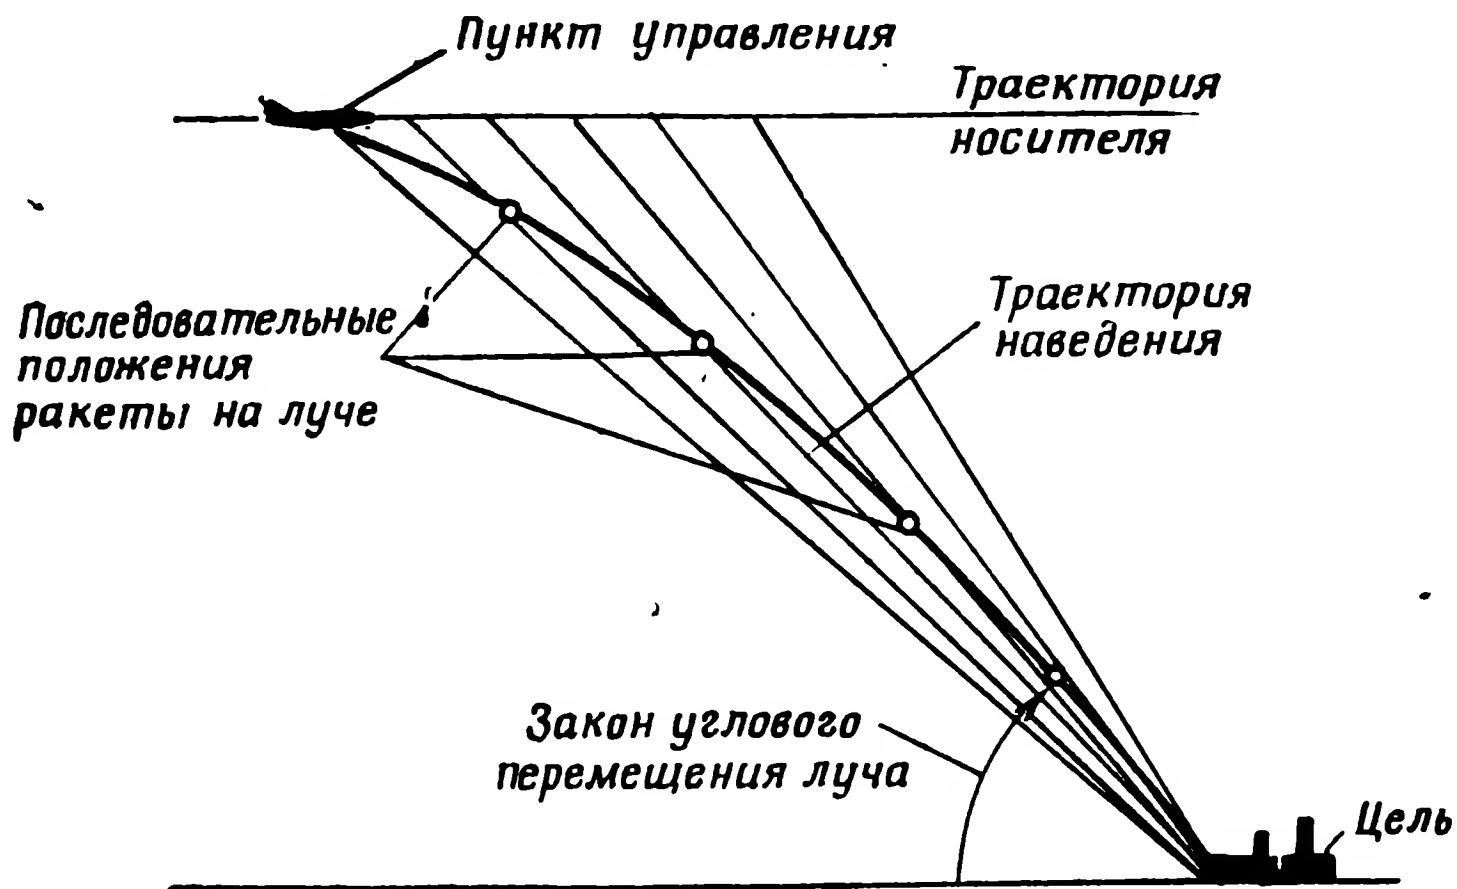 Пункт управления
Траектория
носителя
Траектория
наведения
Последовательные
положения
ракеты на луче
Закон углового
перемещения луча
Цель